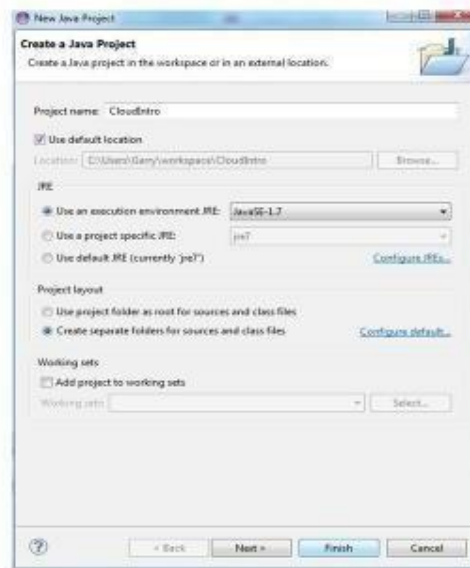 New Java Project
Create a Java Project
Create a Java project in the workspace or in an external location.
Project name: CloudIntro
Use default location
Location: C:\Users\Garry\workspace\CloudIntro Browse...
JRE
Use an execution environment JRE: JavaSE-1.7
Use a project specific JRE: jre7
Use default JRE (currently 'jre7') Configure JREs...
Project layout
Use project folder as root for sources and class files
Create separate folders for sources and class files Configure default...
Working sets
Add project to working sets
Working sets: Select...
? < Back Next > Finish Cancel